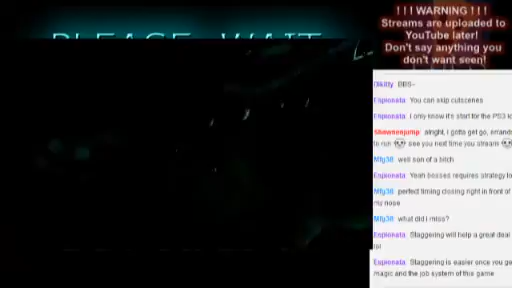 PLEASE WAIT
! ! ! WARNING ! ! !
Streams are uploaded to
YouTube later!
Don't say anything you
don't want seen!
BBS~
Espionata You can skip cutscenes
Espionata I only know it's start for the PS3
alright, I gotta get go, errands
to run see you next time you stream
Mfg38 well son of a bitch
Espionata Yeah bosses requires strategy to
Mfg38 perfect timing closing right in front of
my nose
Mfg38 what did I miss?
Espionata Staggering will help a great deal
lol
Espionata Staggering is easier once you ge
magic and the job system of this game